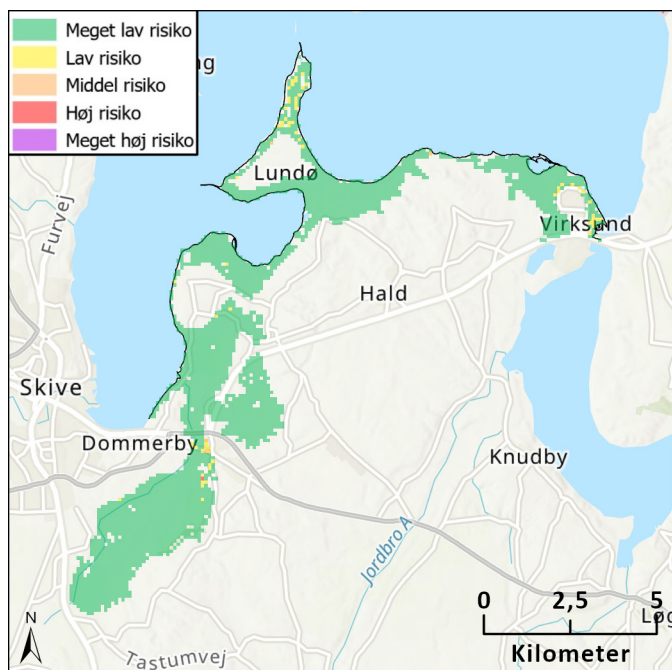 Meget lav risiko
Lav risiko
Middel risiko
Høj risiko
Meget høj risiko
Lundø
Furvej
Virksund
Hald
Skive
Dommerby
Knudby
Jordbro Å
N
0 2,5 5
Kilometer
Tastumvej